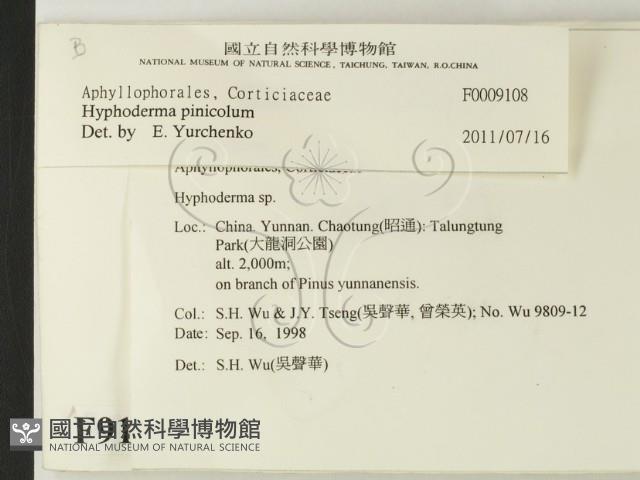 B
國立自然科學博物館
NATIONAL MUSEUM OF NATURAL SCIENCE, TAICHUNG, TAIWAN, R.O.CHINA
Aphyllophorales, Corticiaceae F0009108
Hyphoderma pinicolum
Det. by E. Yurchenko 2011/07/16
Aphyllophorales, Corticiaceae
Hyphoderma sp.
Loc.: China. Yunnan. Chaotung(昭通): Talungtung
Park(大龍洞公園)
alt. 2,000m;
on branch of Pinus yunnanensis.
Col.: S.H. Wu & J.Y. Tseng(吳聲華, 曾榮英); No. Wu 9809-12
Date: Sep. 16, 1998
Det.: S.H. Wu(吳聲華)
F91
國立自然科學博物館
NATIONAL MUSEUM OF NATURAL SCIENCE